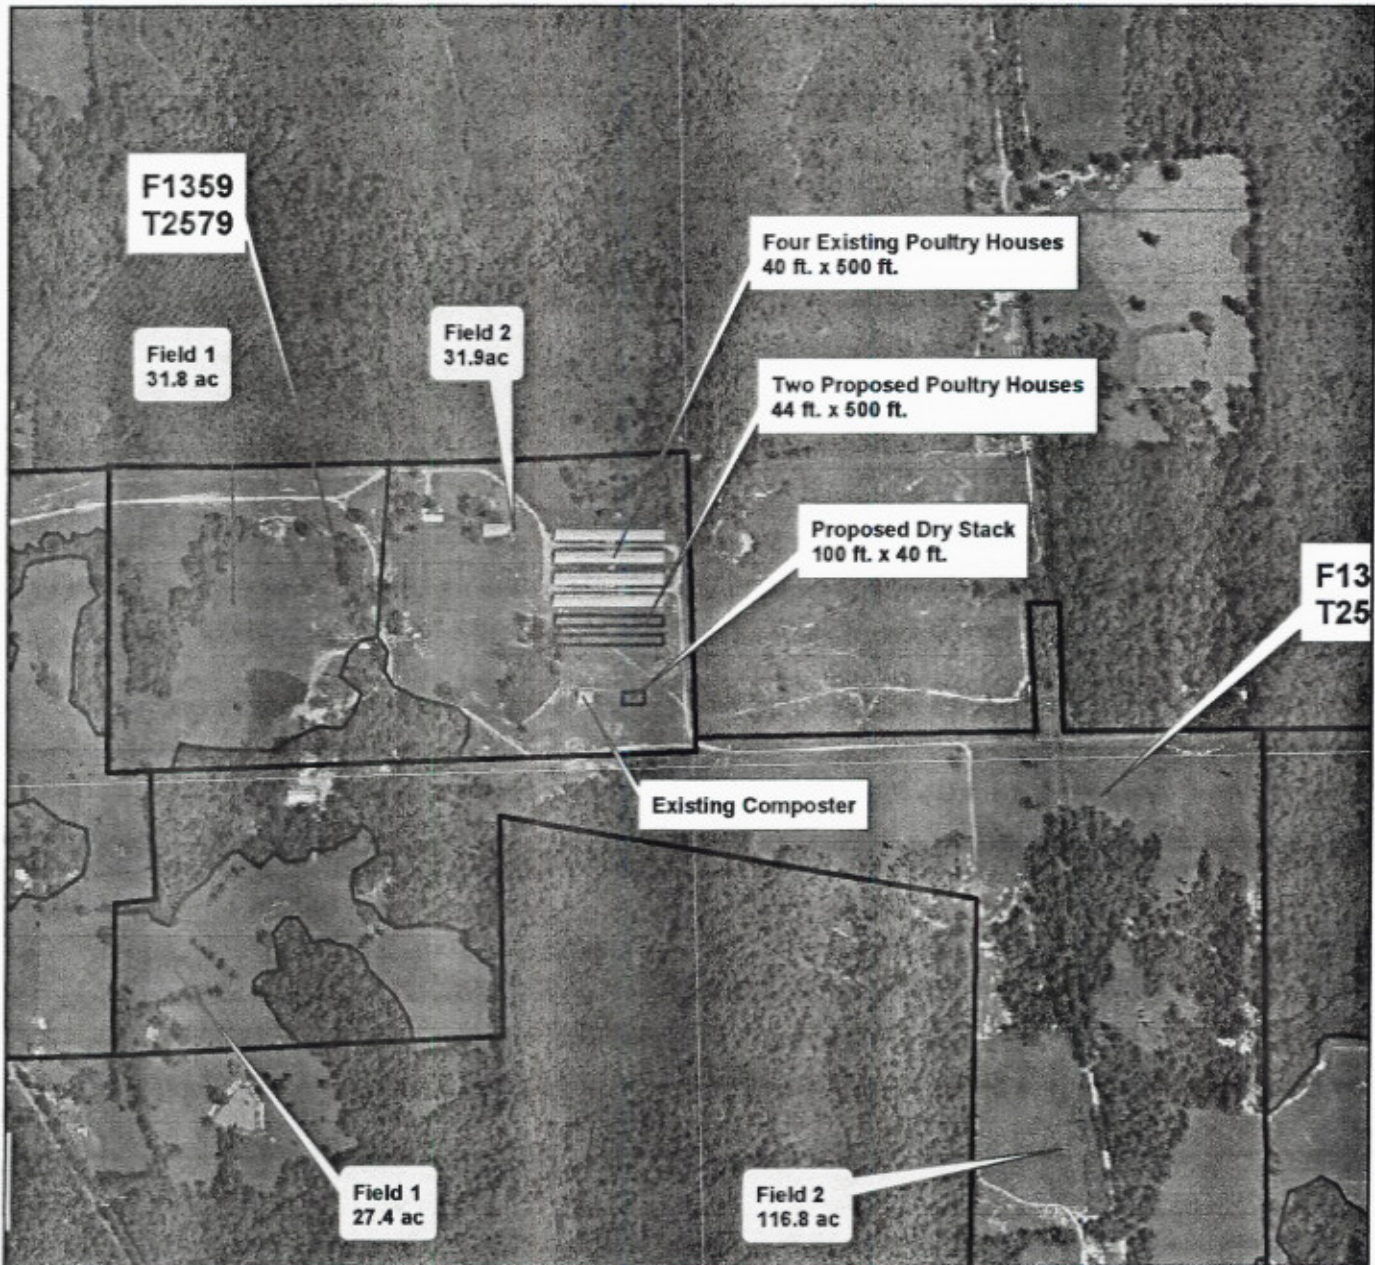 F1359
T2579
Four Existing Poultry Houses
40 ft. x 500 ft.
Field 1
31.8 ac
Field 2
31.9ac
Two Proposed Poultry Houses
44 ft. x 500 ft.
Proposed Dry Stack
100 ft. x 40 ft.
F13
T25
Existing Composter
Field 1
27.4 ac
Field 2
116.8 ac